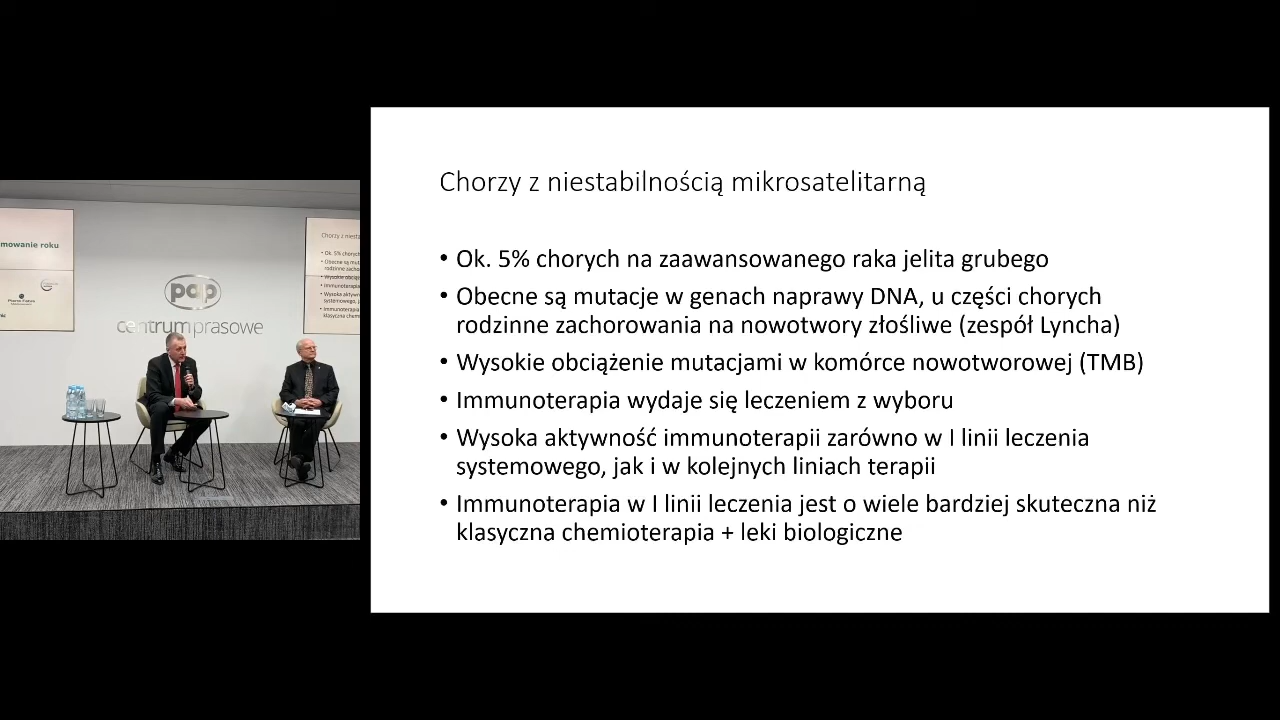 mowanie roku
pap
centrumprasowe
Chorzy z niestabilnością mikrosatelitarną
• Ok. 5% chorych na zaawansowanego raka jelita grubego
• Obecne są mutacje w genach naprawy DNA, u części chorych
rodzinne zachorowania na nowotwory złośliwe (zespół Lyncha)
• Wysokie obciążenie mutacjami w komórce nowotworowej (TMB)
• Immunoterapia wydaje się leczeniem z wyboru
• Wysoka aktywność immunoterapii zarówno w I linii leczenia
systemowego, jak i w kolejnych liniach terapii
• Immunoterapia w I linii leczenia jest o wiele bardziej skuteczna niż
klasyczna chemioterapia + leki biologiczne